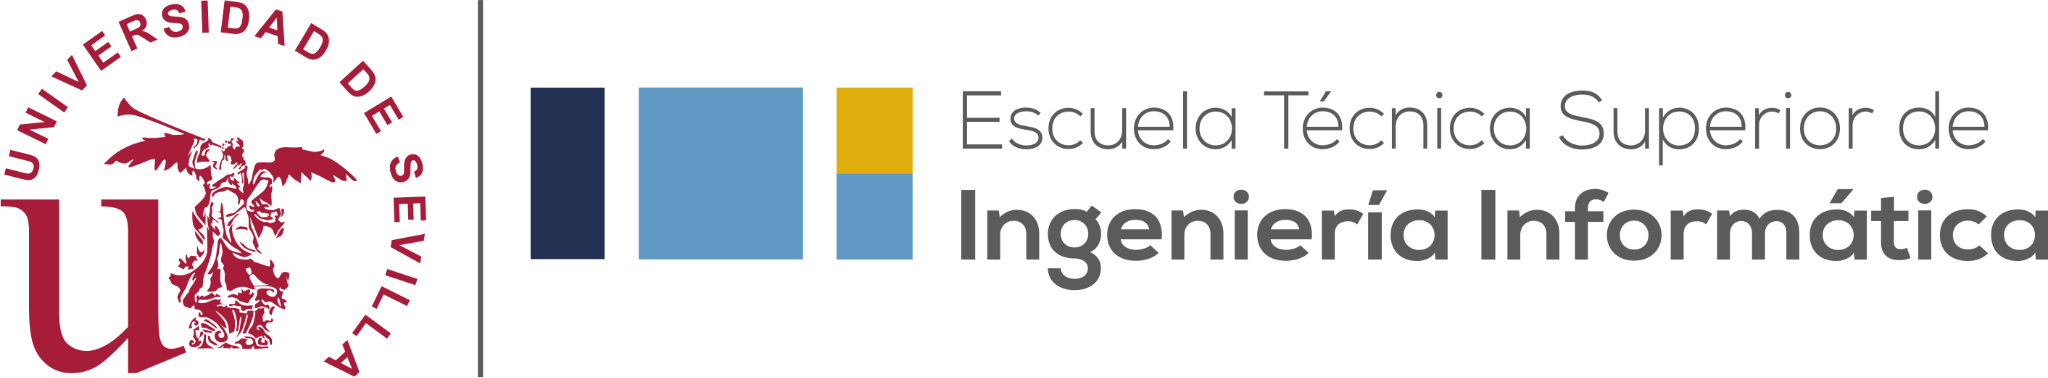 UNIVERSIDAD DE SEVILLA
u
Escuela Técnica Superior de
Ingeniería Informática